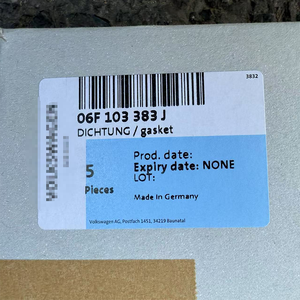 3832
06F 103 383 J
DICHTUNG / gasket
VOLKSWAGEN
5
Pieces
Prod. date:
Expiry date: NONE
LOT:
Made in Germany
Volkswagen AG, Postfach 1451, 34219 Baunatal